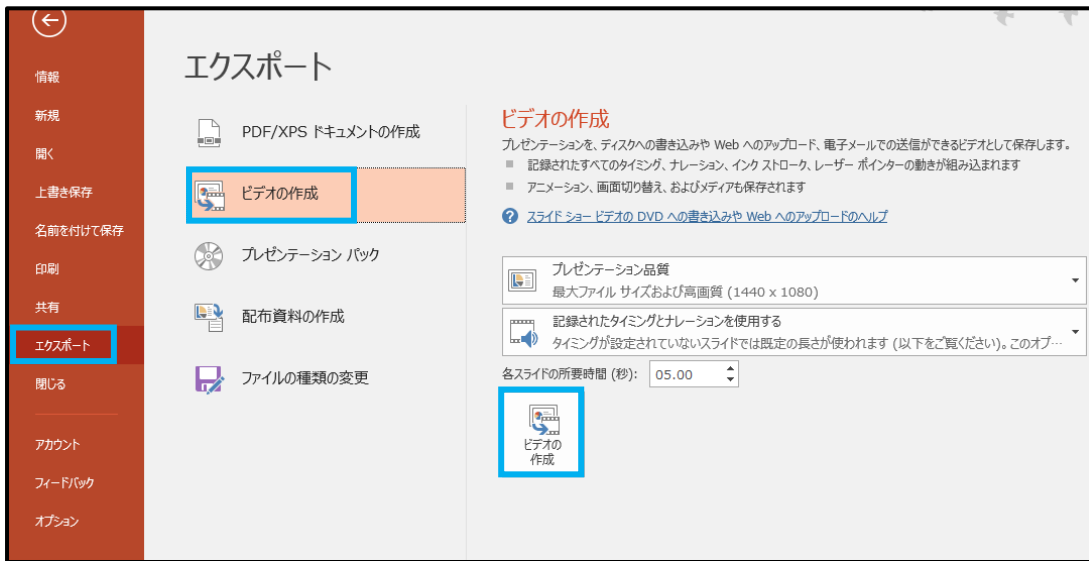 情報
新規
開く
上書き保存
名前を付けて保存
印刷
共有
エクスポート
閉じる
アカウント
フィードバック
オプション
エクスポート
PDF/XPS ドキュメントの作成
ビデオの作成
プレゼンテーション パック
配布資料の作成
ファイルの種類の変更
ビデオの作成
プレゼンテーションを、ディスクへの書き込みや Web へのアップロード、電子メールでの送信ができるビデオとして保存します。
記録されたすべてのタイミング、ナレーション、インク ストローク、レーザー ポインターの動きが組み込まれます
アニメーション、画面切り替え、およびメディアも保存されます
スライド ショー ビデオの DVD への書き込みや Web へのアップロードのヘルプ
プレゼンテーション品質
最大ファイル サイズおよび高画質 (1440 x 1080)
記録されたタイミングとナレーションを使用する
タイミングが設定されていないスライドでは既定の長さが使われます (以下をご覧ください)。このオプ…
各スライドの所要時間 (秒): 05.00
ビデオの
作成